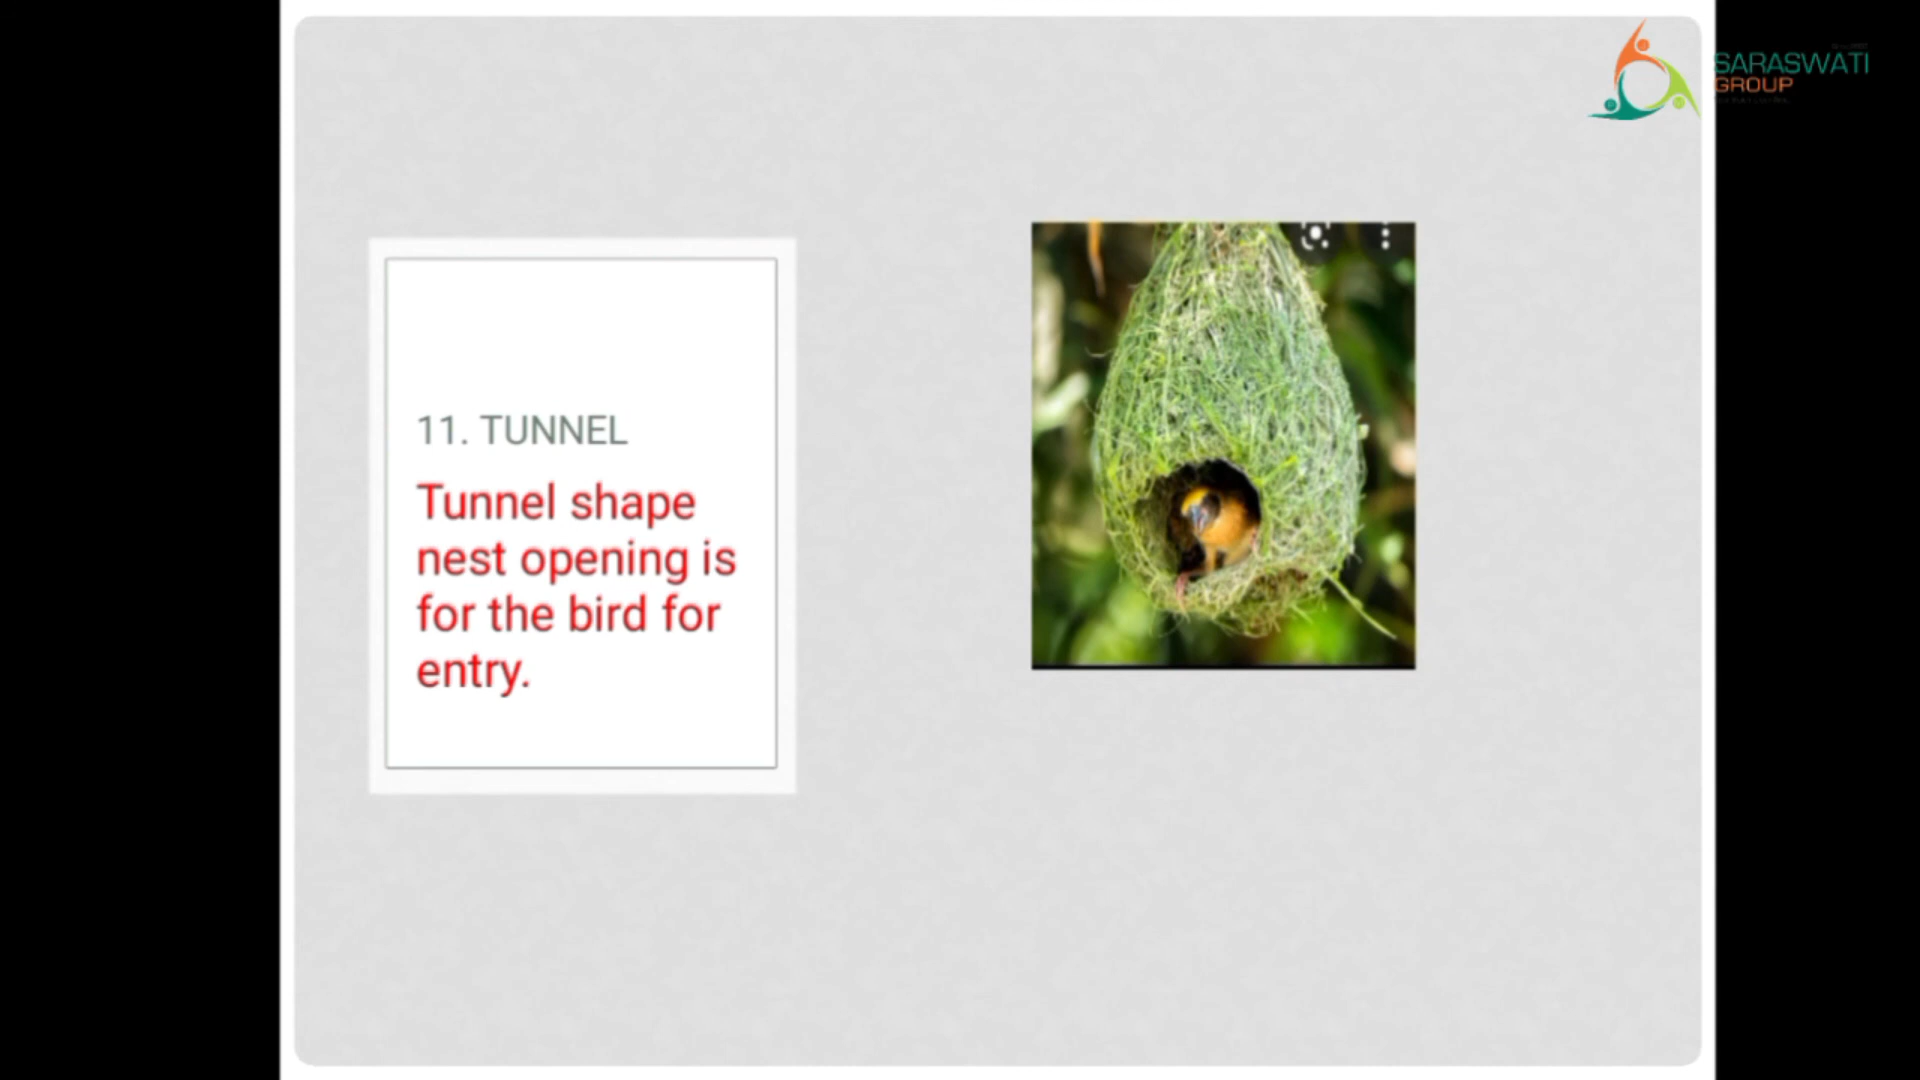 SARASWATI
GROUP
11. TUNNEL
Tunnel shape
nest opening is
for the bird for
entry.